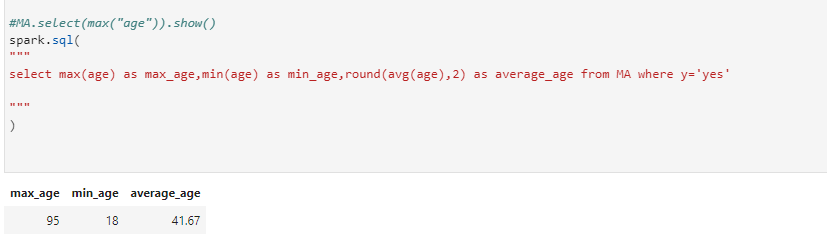 #MA.select(max("age")).show()
spark.sql(
"""
select max(age) as max_age,min(age) as min_age,round(avg(age),2) as average_age from MA where y='yes'
"""
)
max_age min_age average_age
95 18 41.67